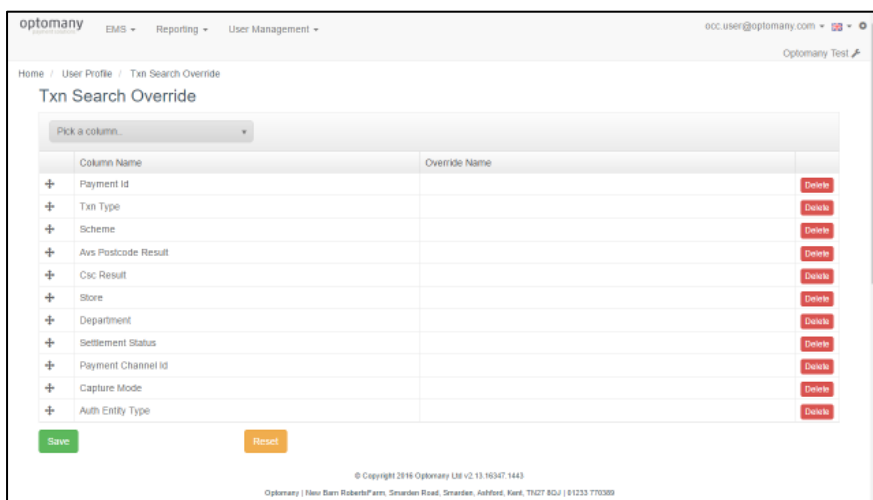 optomany
EMS Reporting User Management occ.user@optomany.com
Optomany Test
Home / User Profile / Txn Search Override
Txn Search Override
Pick a column..
Column Name Override Name
Payment Id Delete
Txn Type Delete
Scheme Delete
Avs Postcode Result Delete
Csc Result Delete
Store Delete
Department Delete
Settlement Status Delete
Payment Channel Id Delete
Capture Mode Delete
Auth Entity Type Delete
Save Reset
© Copyright 2016 Optomany Ltd v2.13.16347.1443
Optomany | New Barn Roberts Farm, Smarden Road, Smarden, Ashford, Kent, TN27 8QJ | 01233 770389